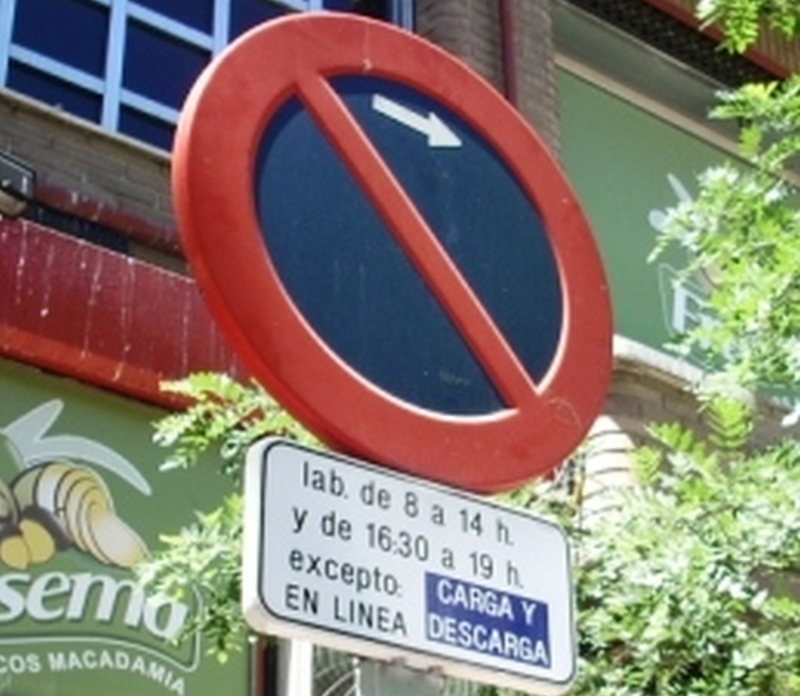 lab. de 8 a 14 h.
y de 16:30 a 19 h.
excepto: CARGA Y
EN LINEA DESCARGA
sema
COS MACADAMIA